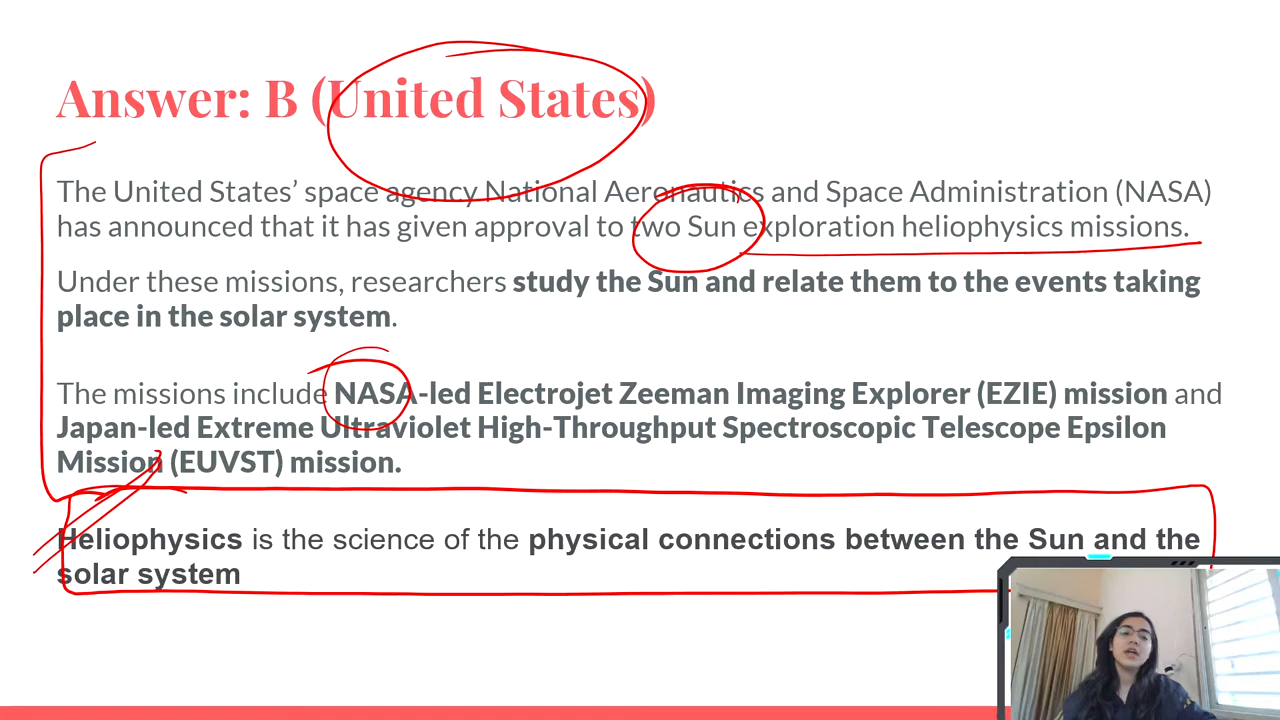 Answer: B (United States)
The United States’ space agency National Aeronautics and Space Administration (NASA)
has announced that it has given approval to two Sun exploration heliophysics missions.
Under these missions, researchers study the Sun and relate them to the events taking
place in the solar system.
The missions include NASA-led Electrojet Zeeman Imaging Explorer (EZIE) mission and
Japan-led Extreme Ultraviolet High-Throughput Spectroscopic Telescope Epsilon
Mission (EUVST) mission.
Heliophysics is the science of the physical connections between the Sun and the
solar system